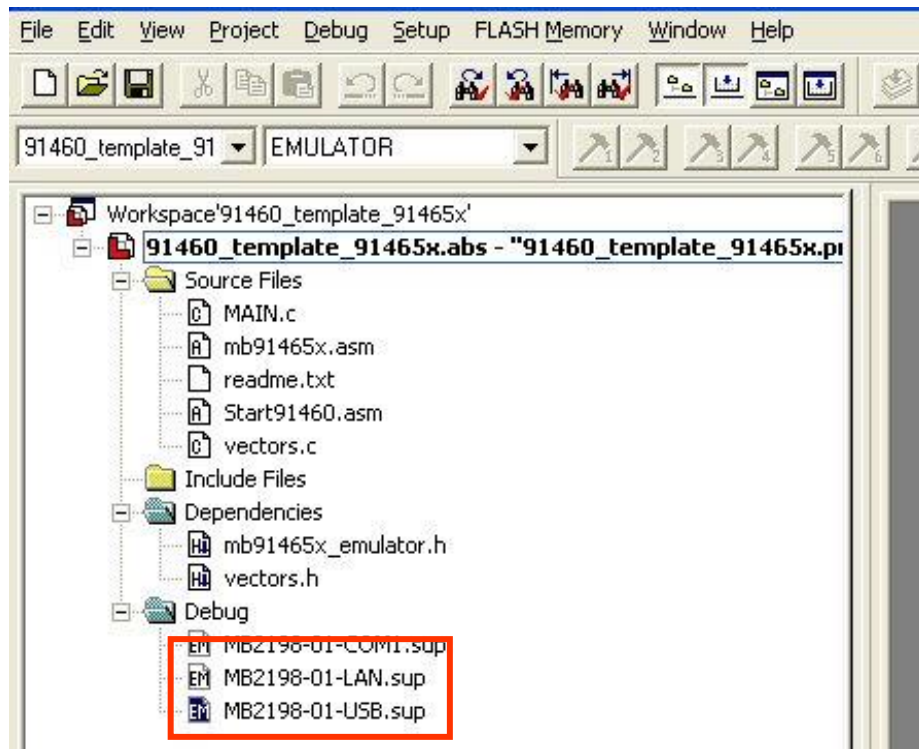 File Edit View Project Debug Setup FLASH Memory Window Help
91460_template_91 EMULATOR
Workspace'91460_template_91465x'
91460_template_91465x.abs - "91460_template_91465x.pr
Source Files
MAIN.c
mb91465x.asm
readme.txt
Start91460.asm
vectors.c
Include Files
Dependencies
mb91465x_emulator.h
vectors.h
Debug
MB2198-01-COM1.sup
MB2198-01-LAN.sup
MB2198-01-USB.sup